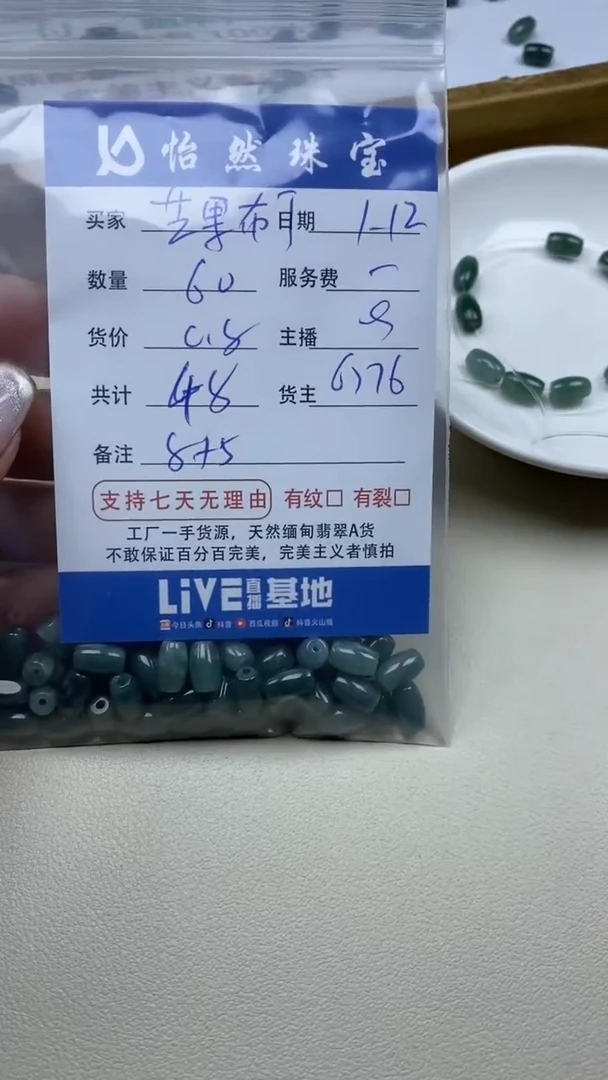 怡然珠宝
买家 芒果布丁 日期 1-12
数量 60 服务费 一
货价 0.8 主播
共计 48 货主 6776
备注 8+5
支持七天无理由 有纹□ 有裂□
工厂一手货源,天然缅甸翡翠A货
不敢保证百分百完美,完美主义者慎拍
LiVE直播基地
今日头条 抖音 西瓜视频 抖音火山版